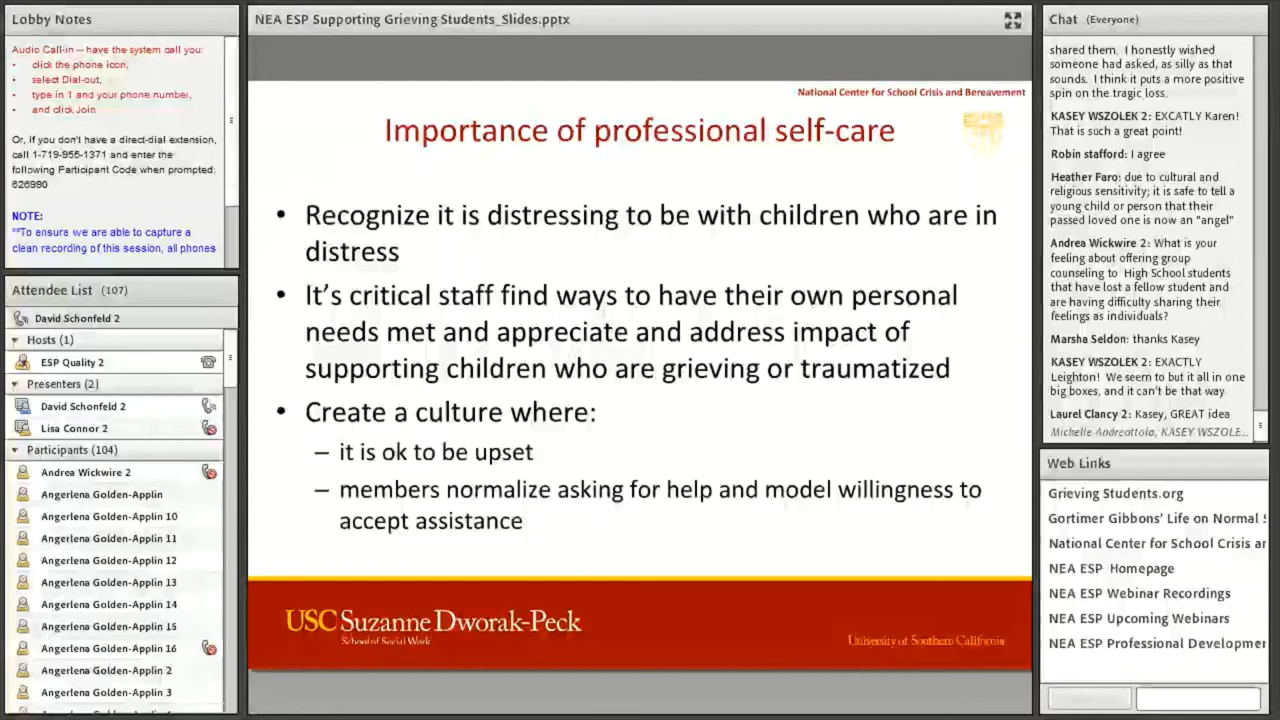 Lobby Notes
Audio Call-in – have the system call you:
• click the phone icon,
• select Dial-out,
• type in 1 and your phone number,
• and click Join
Or, if you don't have a direct-dial extension,
call 1-719-955-1371 and enter the
following Participant Code when prompted:
626990
NOTE:
**To ensure we are able to capture a
clean recording of this session, all phones
Attendee List (107)
David Schonfeld 2
Hosts (1)
ESP Quality 2
Presenters (2)
David Schonfeld 2
Lisa Connor 2
Participants (104)
Andrea Wickwire 2
Angerlena Golden-Applin
Angerlena Golden-Applin 10
Angerlena Golden-Applin 11
Angerlena Golden-Applin 12
Angerlena Golden-Applin 13
Angerlena Golden-Applin 14
Angerlena Golden-Applin 15
Angerlena Golden-Applin 16
Angerlena Golden-Applin 2
Angerlena Golden-Applin 3
NEA ESP Supporting Grieving Students_Slides.pptx
National Center for School Crisis and Bereavement
Importance of professional self-care
• Recognize it is distressing to be with children who are in
distress
• It's critical staff find ways to have their own personal
needs met and appreciate and address impact of
supporting children who are grieving or traumatized
• Create a culture where:
– it is ok to be upset
– members normalize asking for help and model willingness to
accept assistance
USC Suzanne Dworak-Peck
School of Social Work
University of Southern California
Chat (Everyone)
shared them. I honestly wished
someone had asked, as silly as that
sounds. I think it puts a more positive
spin on the tragic loss.
KASEY WSZOLEK 2: EXCATLY Karen!
That is such a great point!
Robin stafford: I agree
Heather Faro: due to cultural and
religious sensitivity; it is safe to tell a
young child or person that their
passed loved one is now an "angel"
Andrea Wickwire 2: What is your
feeling about offering group
counseling to High School students
that have lost a fellow student and
are having difficulty sharing their
feelings as individuals?
Marsha Seldon: thanks Kasey
KASEY WSZOLEK 2: EXACTLY
Leighton! We seem to but it all in one
big boxes, and it can't be that way.
Laurel Clancy 2: Kasey, GREAT idea
Michelle Andreottola, KASEY WSZOLE...
Web Links
Grieving Students.org
Gortimer Gibbons' Life on Normal
National Center for School Crisis ar
NEA ESP Homepage
NEA ESP Webinar Recordings
NEA ESP Upcoming Webinars
NEA ESP Professional Developmer